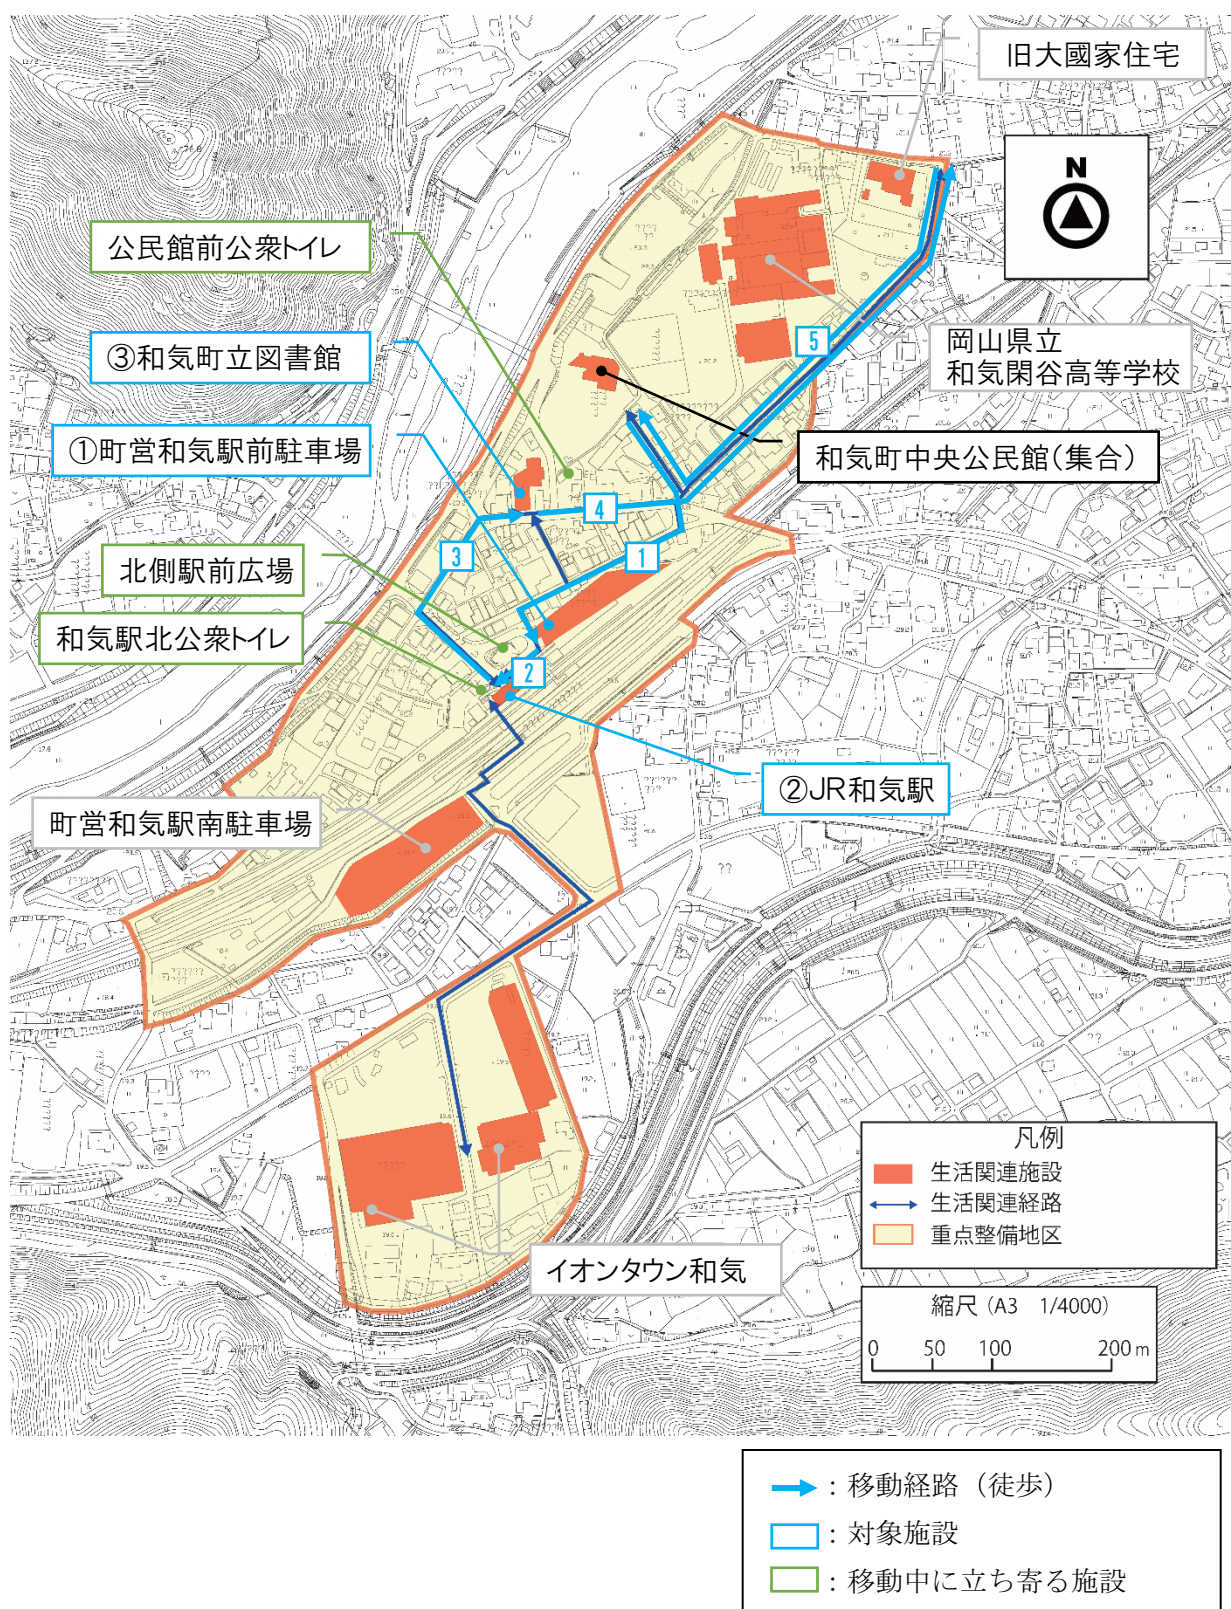 旧大國家住宅
N
公民館前公衆トイレ
③和気町立図書館
①町営和気駅前駐車場
北側駅前広場
和気駅北公衆トイレ
町営和気駅南駐車場
5
岡山県立
和気閑谷高等学校
和気町中央公民館(集合)
4
3
1
2
②JR和気駅
イオンタウン和気
凡例
生活関連施設
生活関連経路
重点整備地区
縮尺 (A3 1/4000)
0 50 100 200 m
：移動経路（徒歩）
：対象施設
：移動中に立ち寄る施設